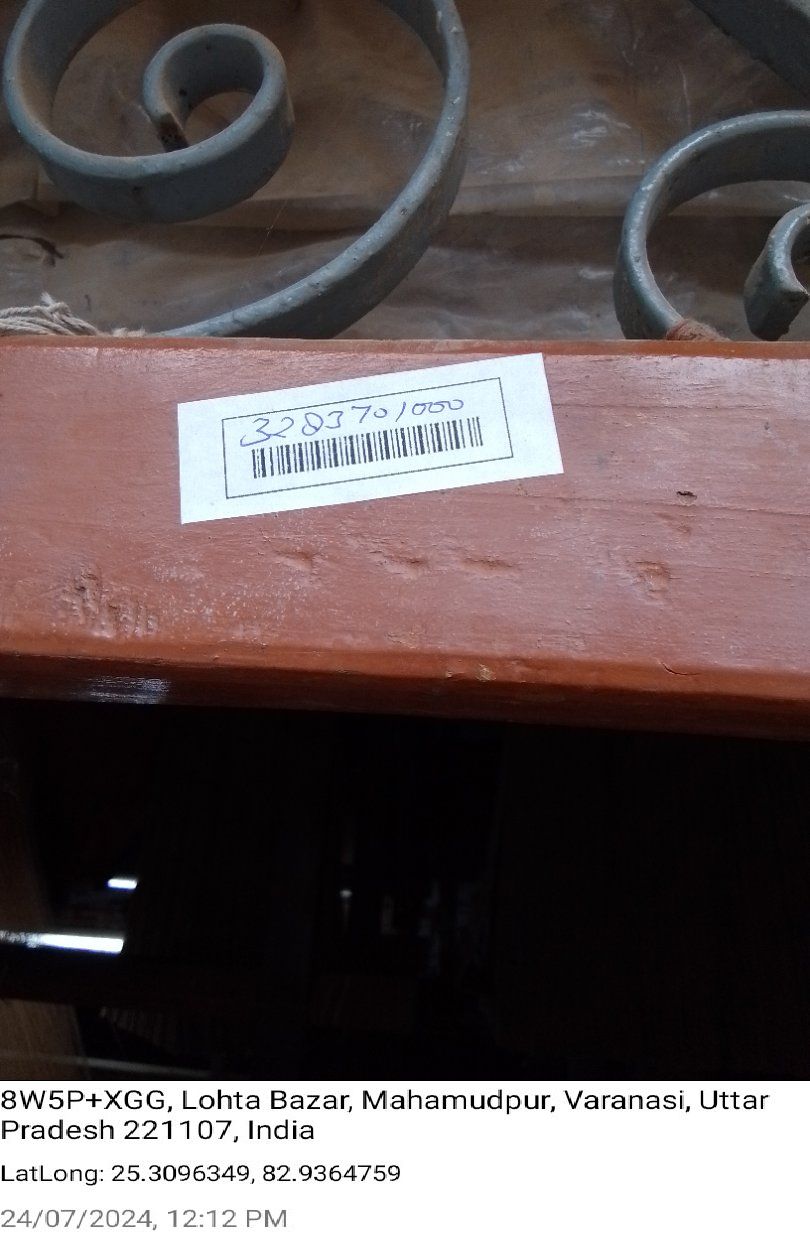 3283701000
8W5P+XGG, Lohta Bazar, Mahamudpur, Varanasi, Uttar
Pradesh 221107, India
LatLong: 25.3096349, 82.9364759
24/07/2024, 12:12 PM